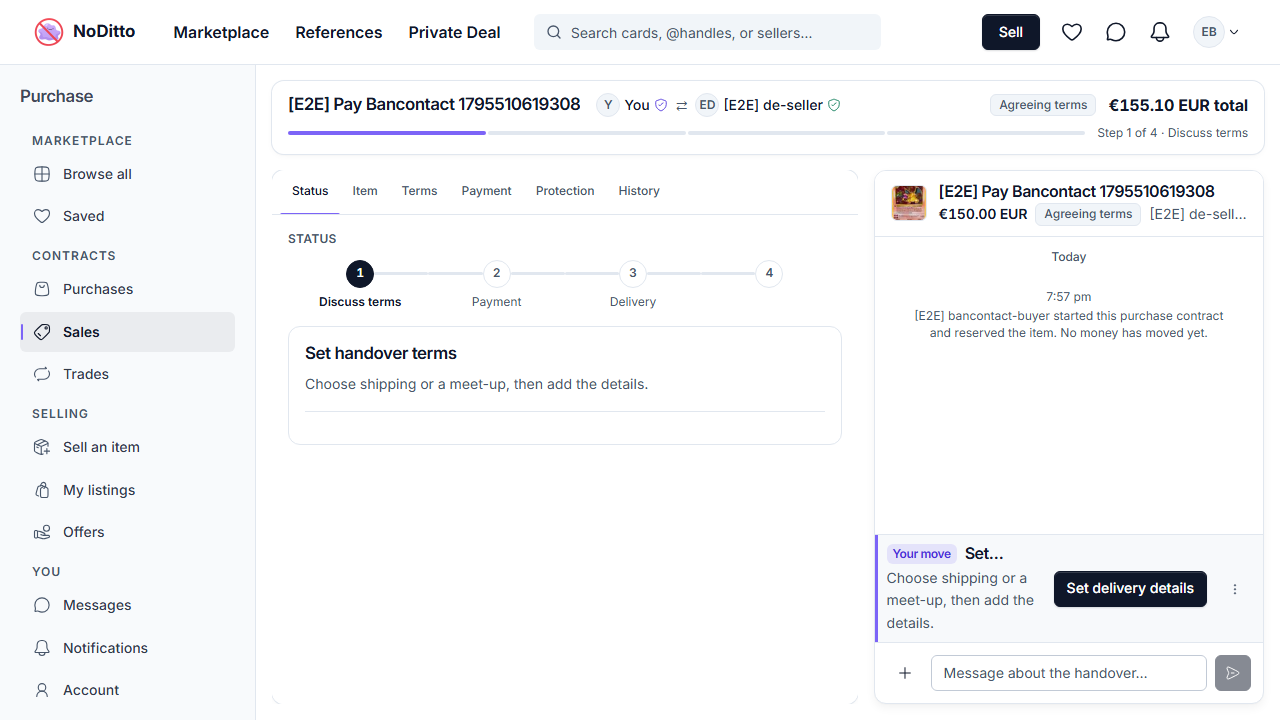 NoDitto
Marketplace
References
Private Deal
Search cards, @handles, or sellers...
Sell
EB
Purchase
MARKETPLACE
Browse all
Saved
CONTRACTS
Purchases
Sales
Trades
SELLING
Sell an item
My listings
Offers
YOU
Messages
Notifications
Account
[E2E] Pay Bancontact 1795510619308
Y You
ED [E2E] de-seller
Agreeing terms
€155.10 EUR total
Step 1 of 4 · Discuss terms
Status
Item
Terms
Payment
Protection
History
STATUS
1
2
3
4
Discuss terms
Payment
Delivery
Set handover terms
Choose shipping or a meet-up, then add the details.
[E2E] Pay Bancontact 1795510619308
€150.00 EUR
Agreeing terms
[E2E] de-sell...
Today
7:57 pm
[E2E] bancontact-buyer started this purchase contract
and reserved the item. No money has moved yet.
Your move
Set...
Choose shipping or a
meet-up, then add the
details.
Set delivery details
Message about the handover...